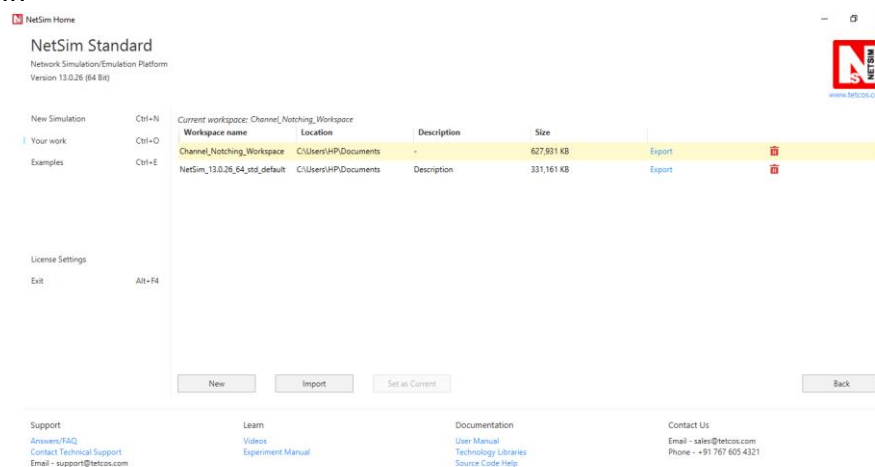 NetSim Home
NetSim Standard
Network Simulation/Emulation Platform
Version 13.0.26 (64 Bit)
NETSIM
www.tetcos.c
New Simulation Ctrl+N
Your work Ctrl+O
Examples Ctrl+E
License Settings
Exit Alt+F4
Current workspace: Channel_Notching_Workspace
Workspace name Location Description Size
Channel_Notching_Workspace C:\Users\HP\Documents - 627,931 KB Export
NetSim_13.0.26_64_std_default C:\Users\HP\Documents Description 331,161 KB Export
New Import Set as Current Back
Support Learn Documentation Contact Us
Answers/FAQ Videos User Manual Email - sales@tetcos.com
Contact Technical Support Experiment Manual Technology Libraries Phone - +91 767 605 4321
Email - support@tetcos.com Source Code Help